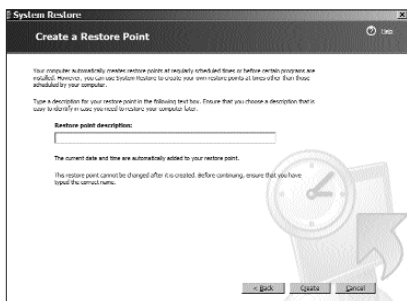 System Restore
Create a Restore Point
Help
Your computer automatically creates restore points at regularly scheduled times or before certain programs are
installed. However, you can use System Restore to create your own restore points at times other than those
scheduled by your computer.
Type a description for your restore point in the following text box. Ensure that you choose a description that is
easy to identify in case you need to restore your computer later.
Restore point description:
The current date and time are automatically added to your restore point.
This restore point cannot be changed after it is created. Before continuing, ensure that you have
typed the correct name.
< Back Create Cancel